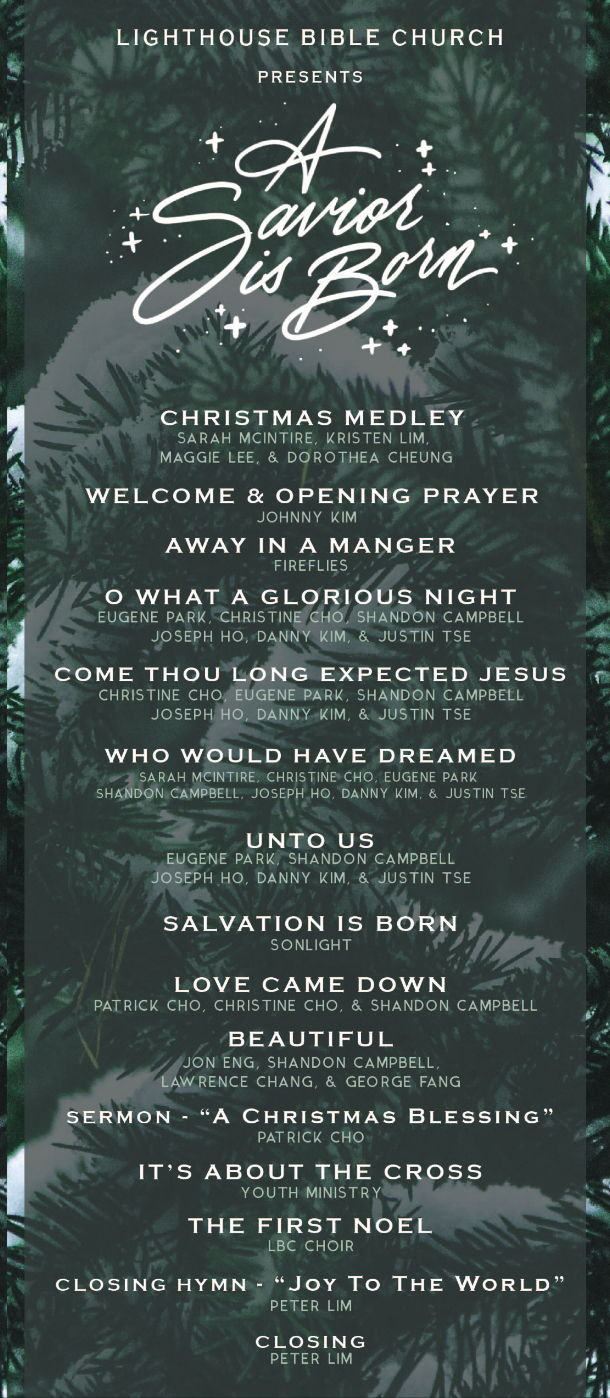 LIGHTHOUSE BIBLE CHURCH
PRESENTS
A
Savior
is Born
CHRISTMAS MEDLEY
SARAH MCINTIRE, KRISTEN LIM,
MAGGIE LEE, & DOROTHEA CHEUNG
WELCOME & OPENING PRAYER
JOHNNY KIM
AWAY IN A MANGER
FIREFLIES
O WHAT A GLORIOUS NIGHT
EUGENE PARK, CHRISTINE CHO, SHANDON CAMPBELL
JOSEPH HO, DANNY KIM, & JUSTIN TSE
COME THOU LONG EXPECTED JESUS
CHRISTINE CHO, EUGENE PARK, SHANDON CAMPBELL
JOSEPH HO, DANNY KIM, & JUSTIN TSE
WHO WOULD HAVE DREAMED
SARAH MCINTIRE, CHRISTINE CHO, EUGENE PARK
SHANDON CAMPBELL, JOSEPH HO, DANNY KIM, & JUSTIN TSE
UNTO US
EUGENE PARK, SHANDON CAMPBELL
JOSEPH HO, DANNY KIM, & JUSTIN TSE
SALVATION IS BORN
SONLIGHT
LOVE CAME DOWN
PATRICK CHO, CHRISTINE CHO, & SHANDON CAMPBELL
BEAUTIFUL
JON ENG, SHANDON CAMPBELL,
LAWRENCE CHANG, & GEORGE FANG
SERMON - “A CHRISTMAS BLESSING”
PATRICK CHO
IT’S ABOUT THE CROSS
YOUTH MINISTRY
THE FIRST NOEL
LBC CHOIR
CLOSING HYMN - “JOY TO THE WORLD”
PETER LIM
CLOSING
PETER LIM